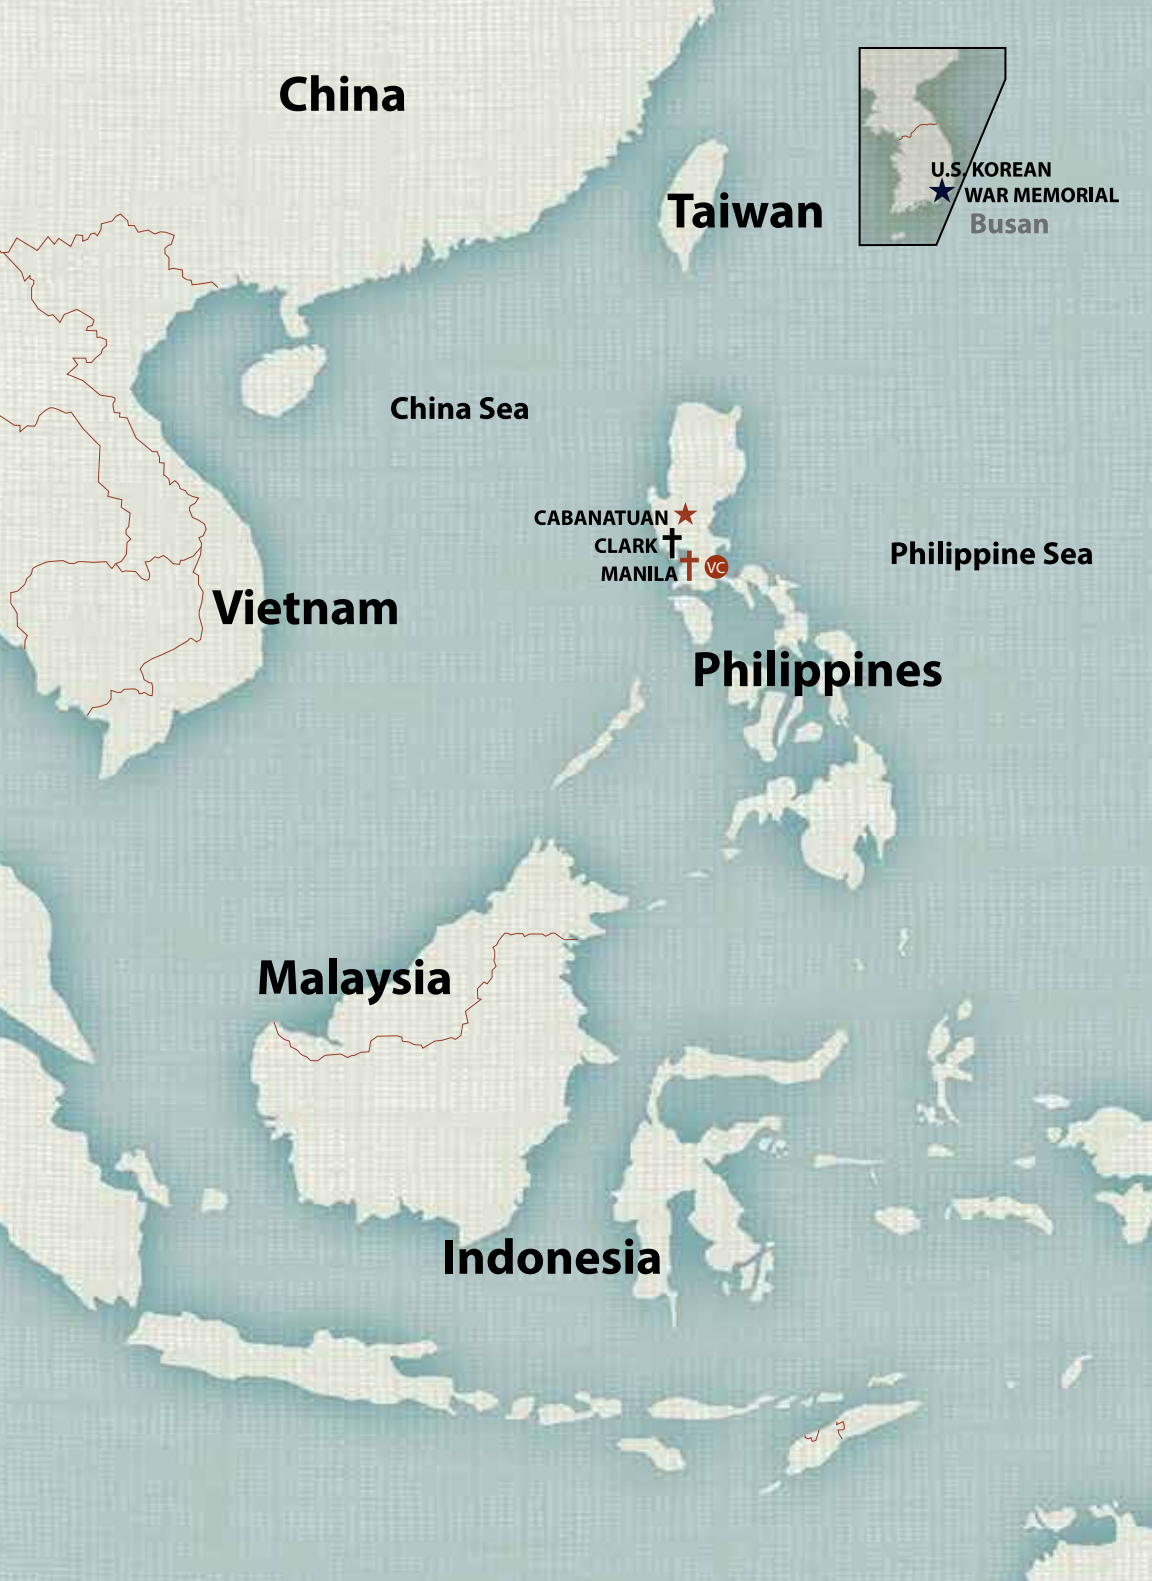 China
Taiwan
U.S. KOREAN
WAR MEMORIAL
Busan
China Sea
CABANATUAN
CLARK
MANILA
VC
Philippine Sea
Vietnam
Philippines
Malaysia
Indonesia